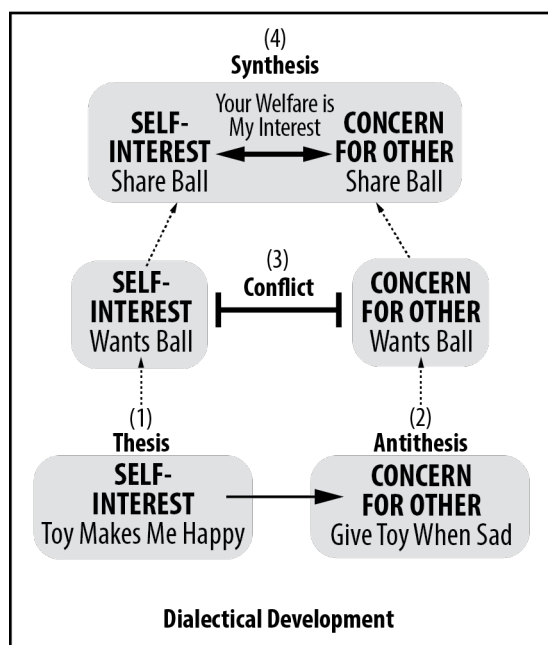 (4)
Synthesis
Your Welfare is
My Interest
SELF-
INTEREST
Share Ball
CONCERN
FOR OTHER
Share Ball
(3)
Conflict
SELF-
INTEREST
Wants Ball
CONCERN
FOR OTHER
Wants Ball
(1)
Thesis
SELF-
INTEREST
Toy Makes Me Happy
(2)
Antithesis
CONCERN
FOR OTHER
Give Toy When Sad
Dialectical Development